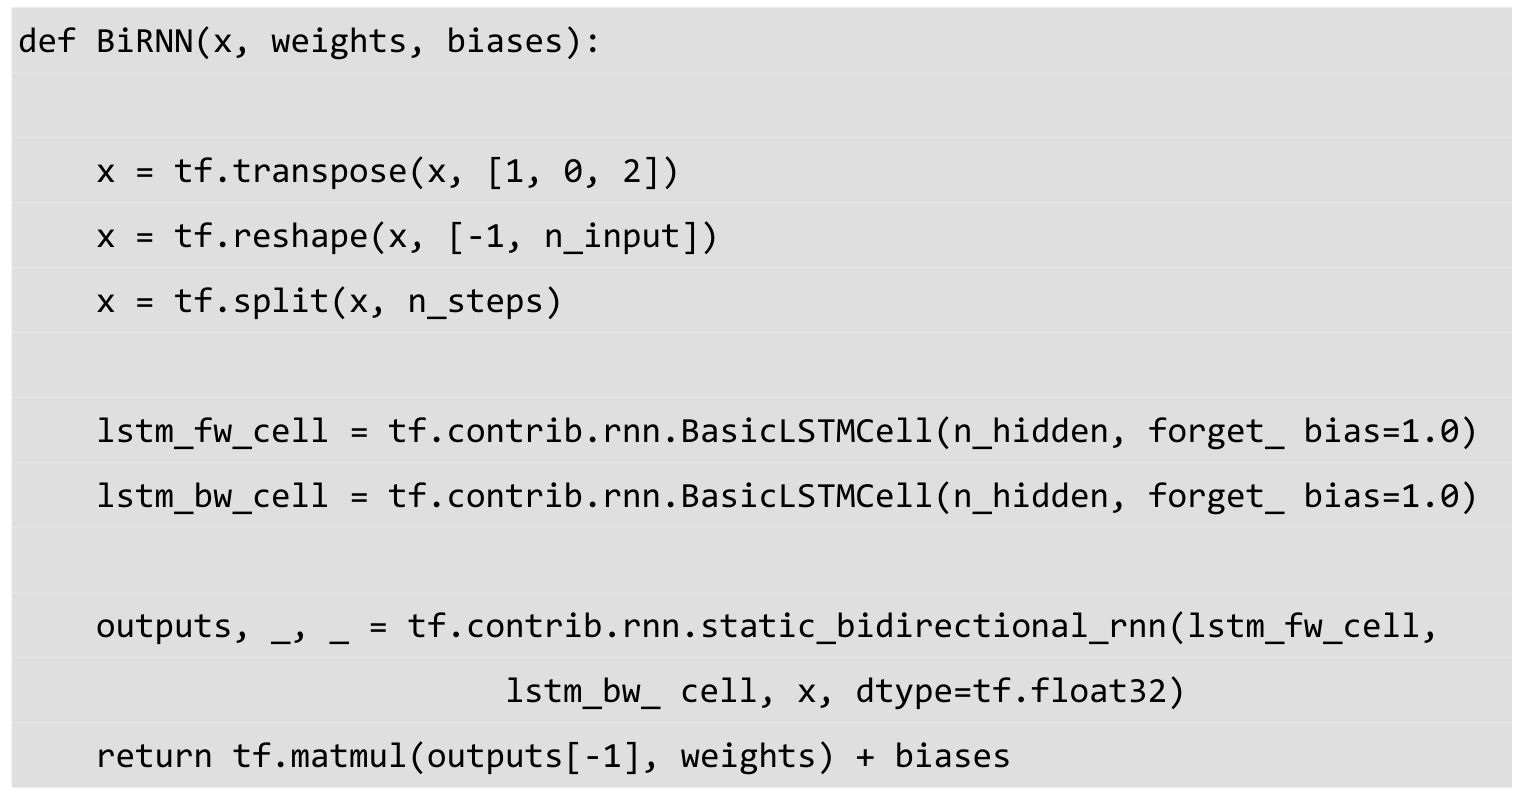 def BiRNN(x, weights, biases):
    x = tf.transpose(x, [1, 0, 2])
    x = tf.reshape(x, [-1, n_input])
    x = tf.split(x, n_steps)
    lstm_fw_cell = tf.contrib.rnn.BasicLSTMCell(n_hidden, forget_ bias=1.0)
    lstm_bw_cell = tf.contrib.rnn.BasicLSTMCell(n_hidden, forget_ bias=1.0)
    outputs, _, _ = tf.contrib.rnn.static_bidirectional_rnn(lstm_fw_cell,
                         lstm_bw_ cell, x, dtype=tf.float32)
    return tf.matmul(outputs[-1], weights) + biases